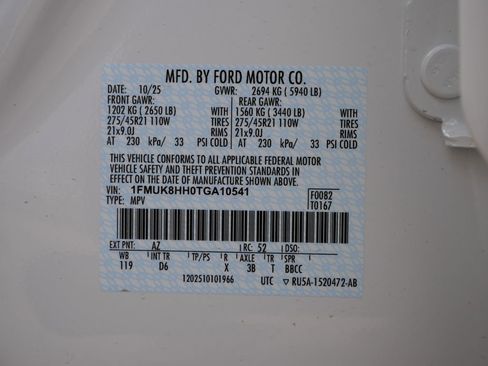 MFD. BY FORD MOTOR CO.
DATE: 10/25 GVWR: 2694 KG ( 5940 LB)
FRONT GAWR: REAR GAWR:
1202 KG ( 2650 LB) WITH 1560 KG ( 3440 LB) WITH
275/45R21 110W TIRES 275/45R21 110W TIRES
21x9.0J RIMS 21x9.0J RIMS
AT 230 kPa/ 33 PSI COLD AT 230 kPa/ 33 PSI COLD
THIS VEHICLE CONFORMS TO ALL APPLICABLE FEDERAL MOTOR
VEHICLE SAFETY AND THEFT PREVENTION STANDARDS IN
EFFECT ON THE DATE OF MANUFACTURE SHOWN ABOVE.
VIN: 1FMUK8HH0TGA10541 F0082
TYPE: MPV T0167
EXT PNT: AZ RC: 52 DSO:
WB INT TR TP/PS R AXLE TR SPR
119 D6 X 3B T BBCC
1202510101966 UTC ▽ RU5A-1520472-AB